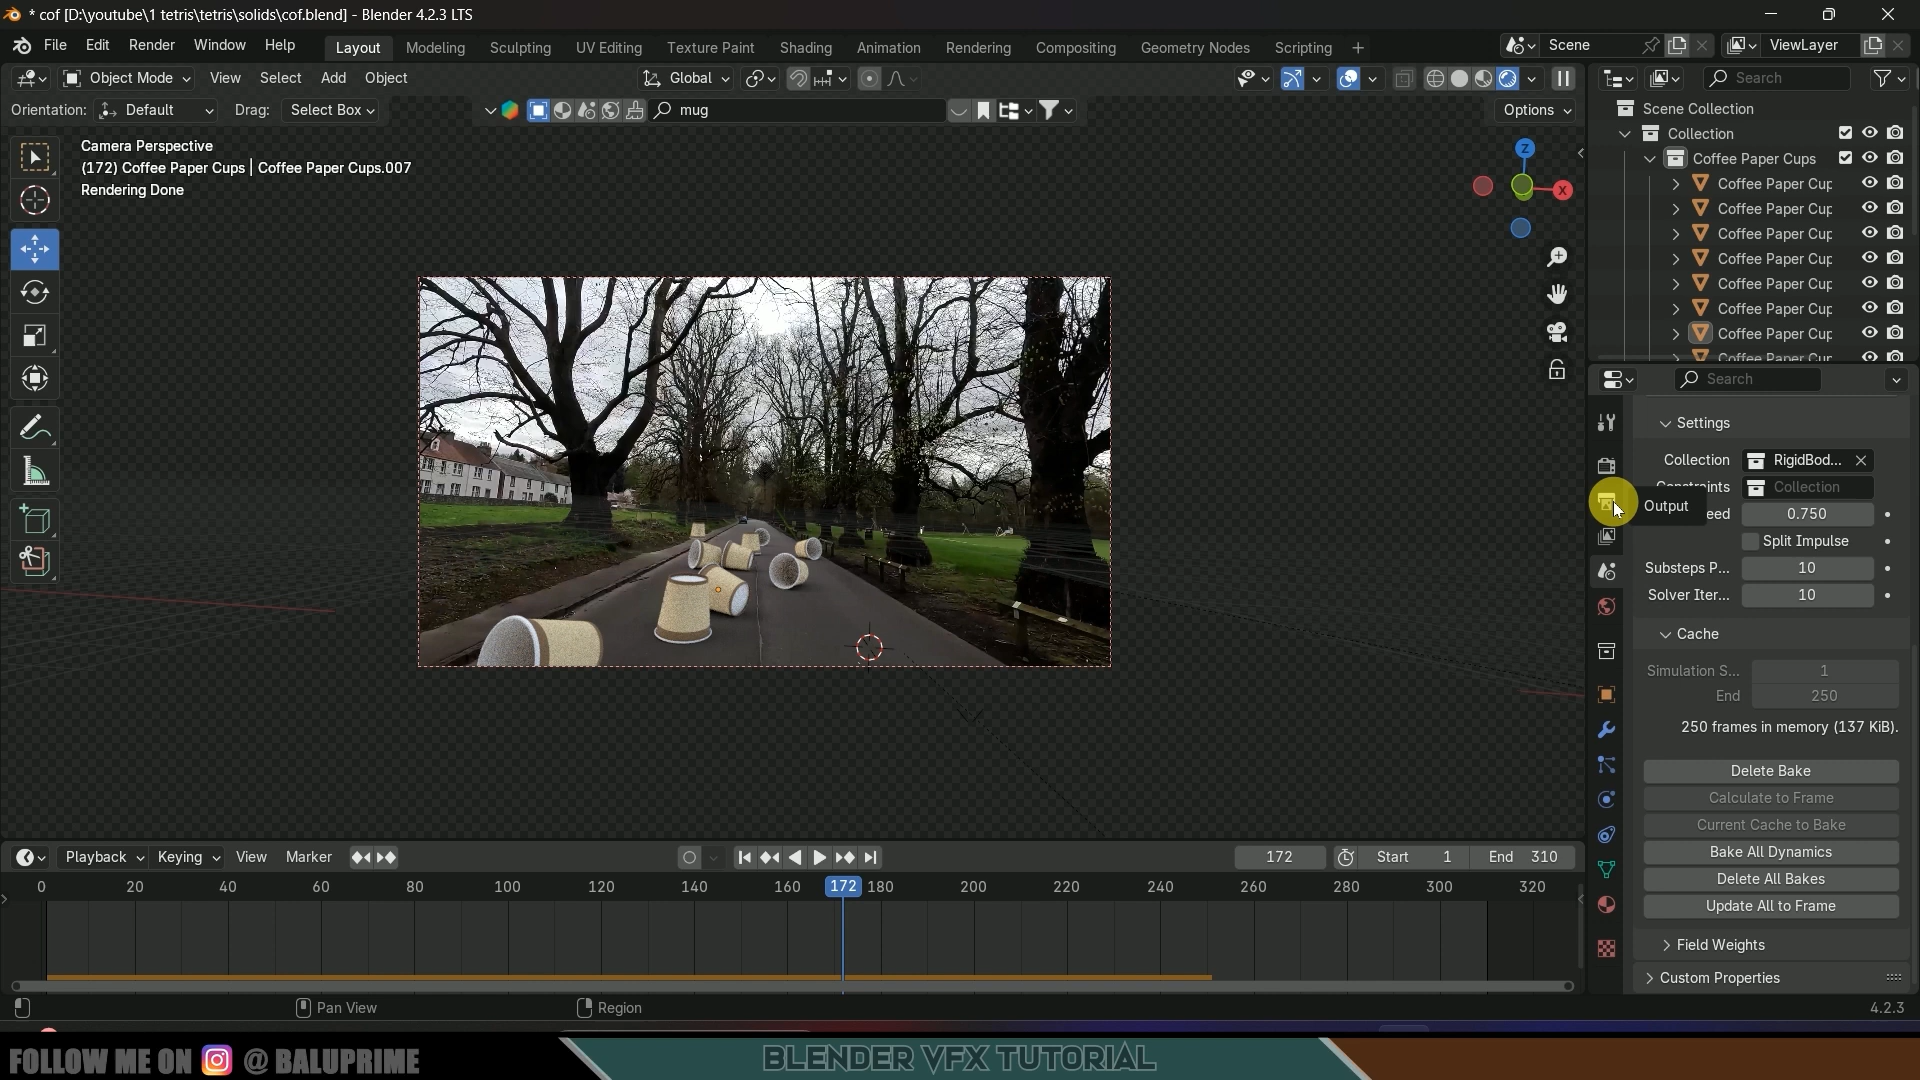 * cof [D:\youtube\1 tetris\tetris\solids\cof.blend] - Blender 4.2.3 LTS
File Edit Render Window Help Layout Modeling Sculpting UV Editing Texture Paint Shading Animation Rendering Compositing Geometry Nodes Scripting + Scene ViewLayer
Object Mode View Select Add Object Global Search
Orientation: Default Drag: Select Box mug Options
Scene Collection
Collection
Coffee Paper Cups
Coffee Paper Cup
Coffee Paper Cup
Coffee Paper Cup
Coffee Paper Cup
Coffee Paper Cup
Coffee Paper Cup
Coffee Paper Cup
Coffee Paper Cup
Camera Perspective
(172) Coffee Paper Cups | Coffee Paper Cups.007
Rendering Done
Z
X
Search
Settings
Collection RigidBod...
Collection
Output
0.750
Split Impulse
Substeps P... 10
Solver Iter... 10
Cache
Simulation S... 1
End 250
250 frames in memory (137 KiB).
Delete Bake
Calculate to Frame
Current Cache to Bake
Bake All Dynamics
Delete All Bakes
Update All to Frame
Field Weights
Custom Properties
Playback Keying View Marker 172 Start 1 End 310
0 20 40 60 80 100 120 140 160 172 180 200 220 240 260 280 300 320
Pan View Region 4.2.3
FOLLOW ME ON @ BALUPRIME BLENDER VFX TUTORIAL